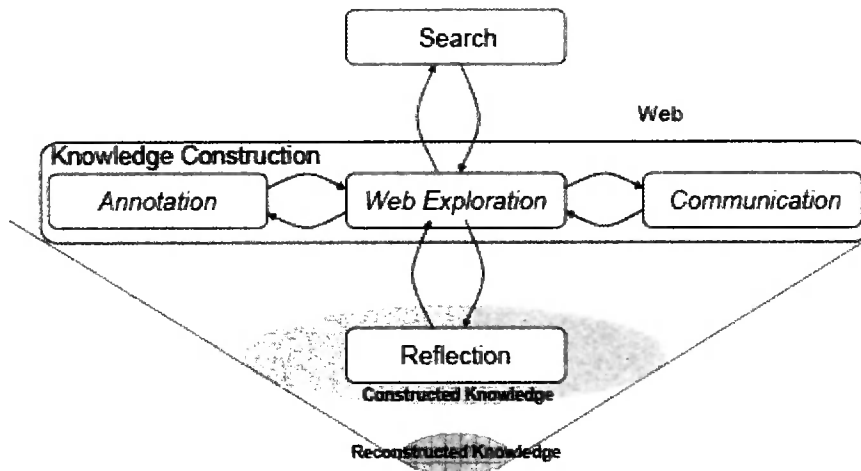 Search
Web
Knowledge Construction
Annotation
Web Exploration
Communication
Reflection
Constructed Knowledge
Reconstructed Knowledge